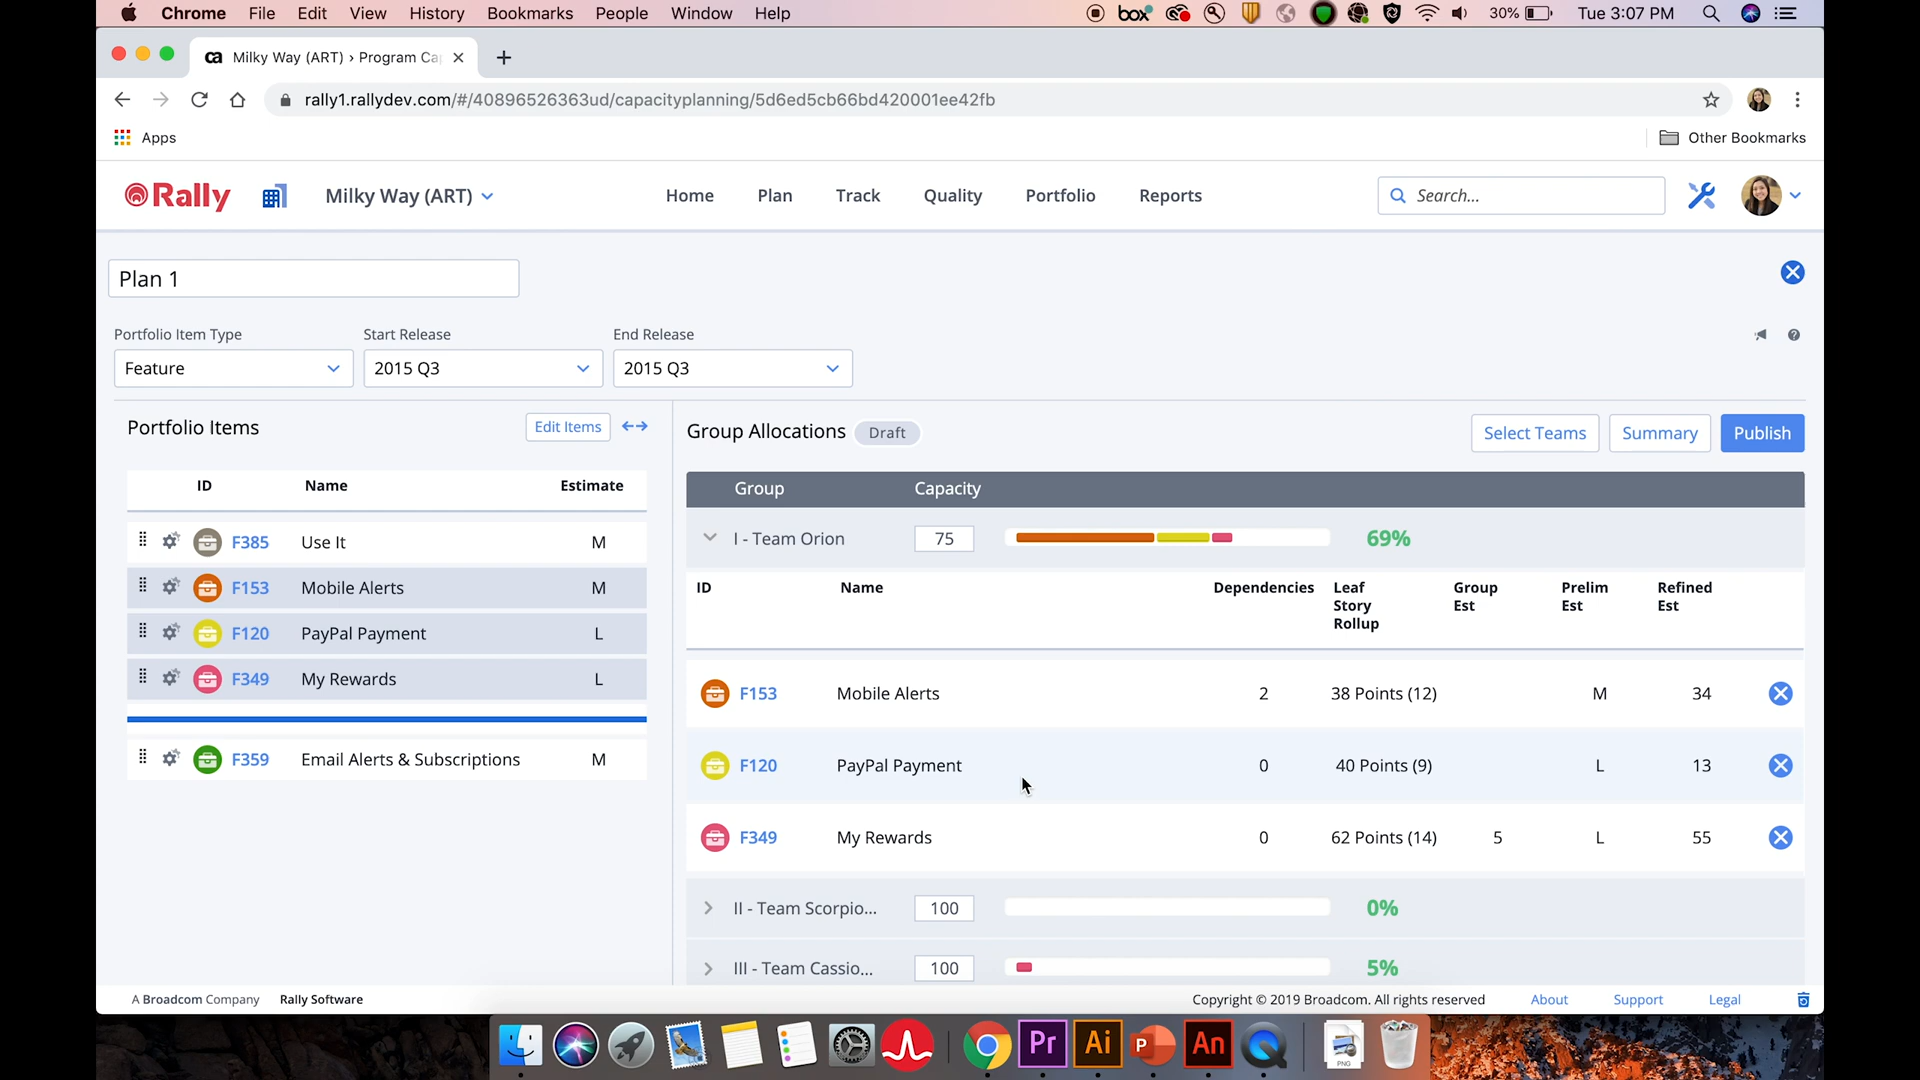 Chrome File Edit View History Bookmarks People Window Help box 30% Tue 3:07 PM
ca Milky Way (ART) › Program Ca
rally1.rallydev.com/#/40896526363ud/capacityplanning/5d6ed5cb66bd420001ee42fb
Apps Other Bookmarks
Rally Milky Way (ART) Home Plan Track Quality Portfolio Reports Search...
Plan 1
Portfolio Item Type Start Release End Release
Feature 2015 Q3 2015 Q3
Portfolio Items Edit Items
ID Name Estimate
F385 Use It M
F153 Mobile Alerts M
F120 PayPal Payment L
F349 My Rewards L
F359 Email Alerts & Subscriptions M
Group Allocations Draft Select Teams Summary Publish
Group Capacity
I - Team Orion 75 69%
ID Name Dependencies Leaf Story Rollup Group Est Prelim Est Refined Est
F153 Mobile Alerts 2 38 Points (12) M 34
F120 PayPal Payment 0 40 Points (9) L 13
F349 My Rewards 0 62 Points (14) 5 L 55
II - Team Scorpio... 100 0%
III - Team Cassio... 100 5%
A Broadcom Company Rally Software Copyright © 2019 Broadcom. All rights reserved About Support Legal
Pr Ai P An PNG